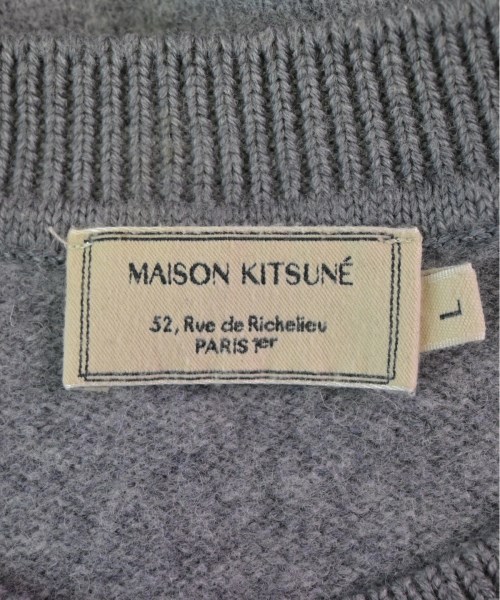 MAISON KITSUNÉ
52, Rue de Richelieu
PARIS 1er
L